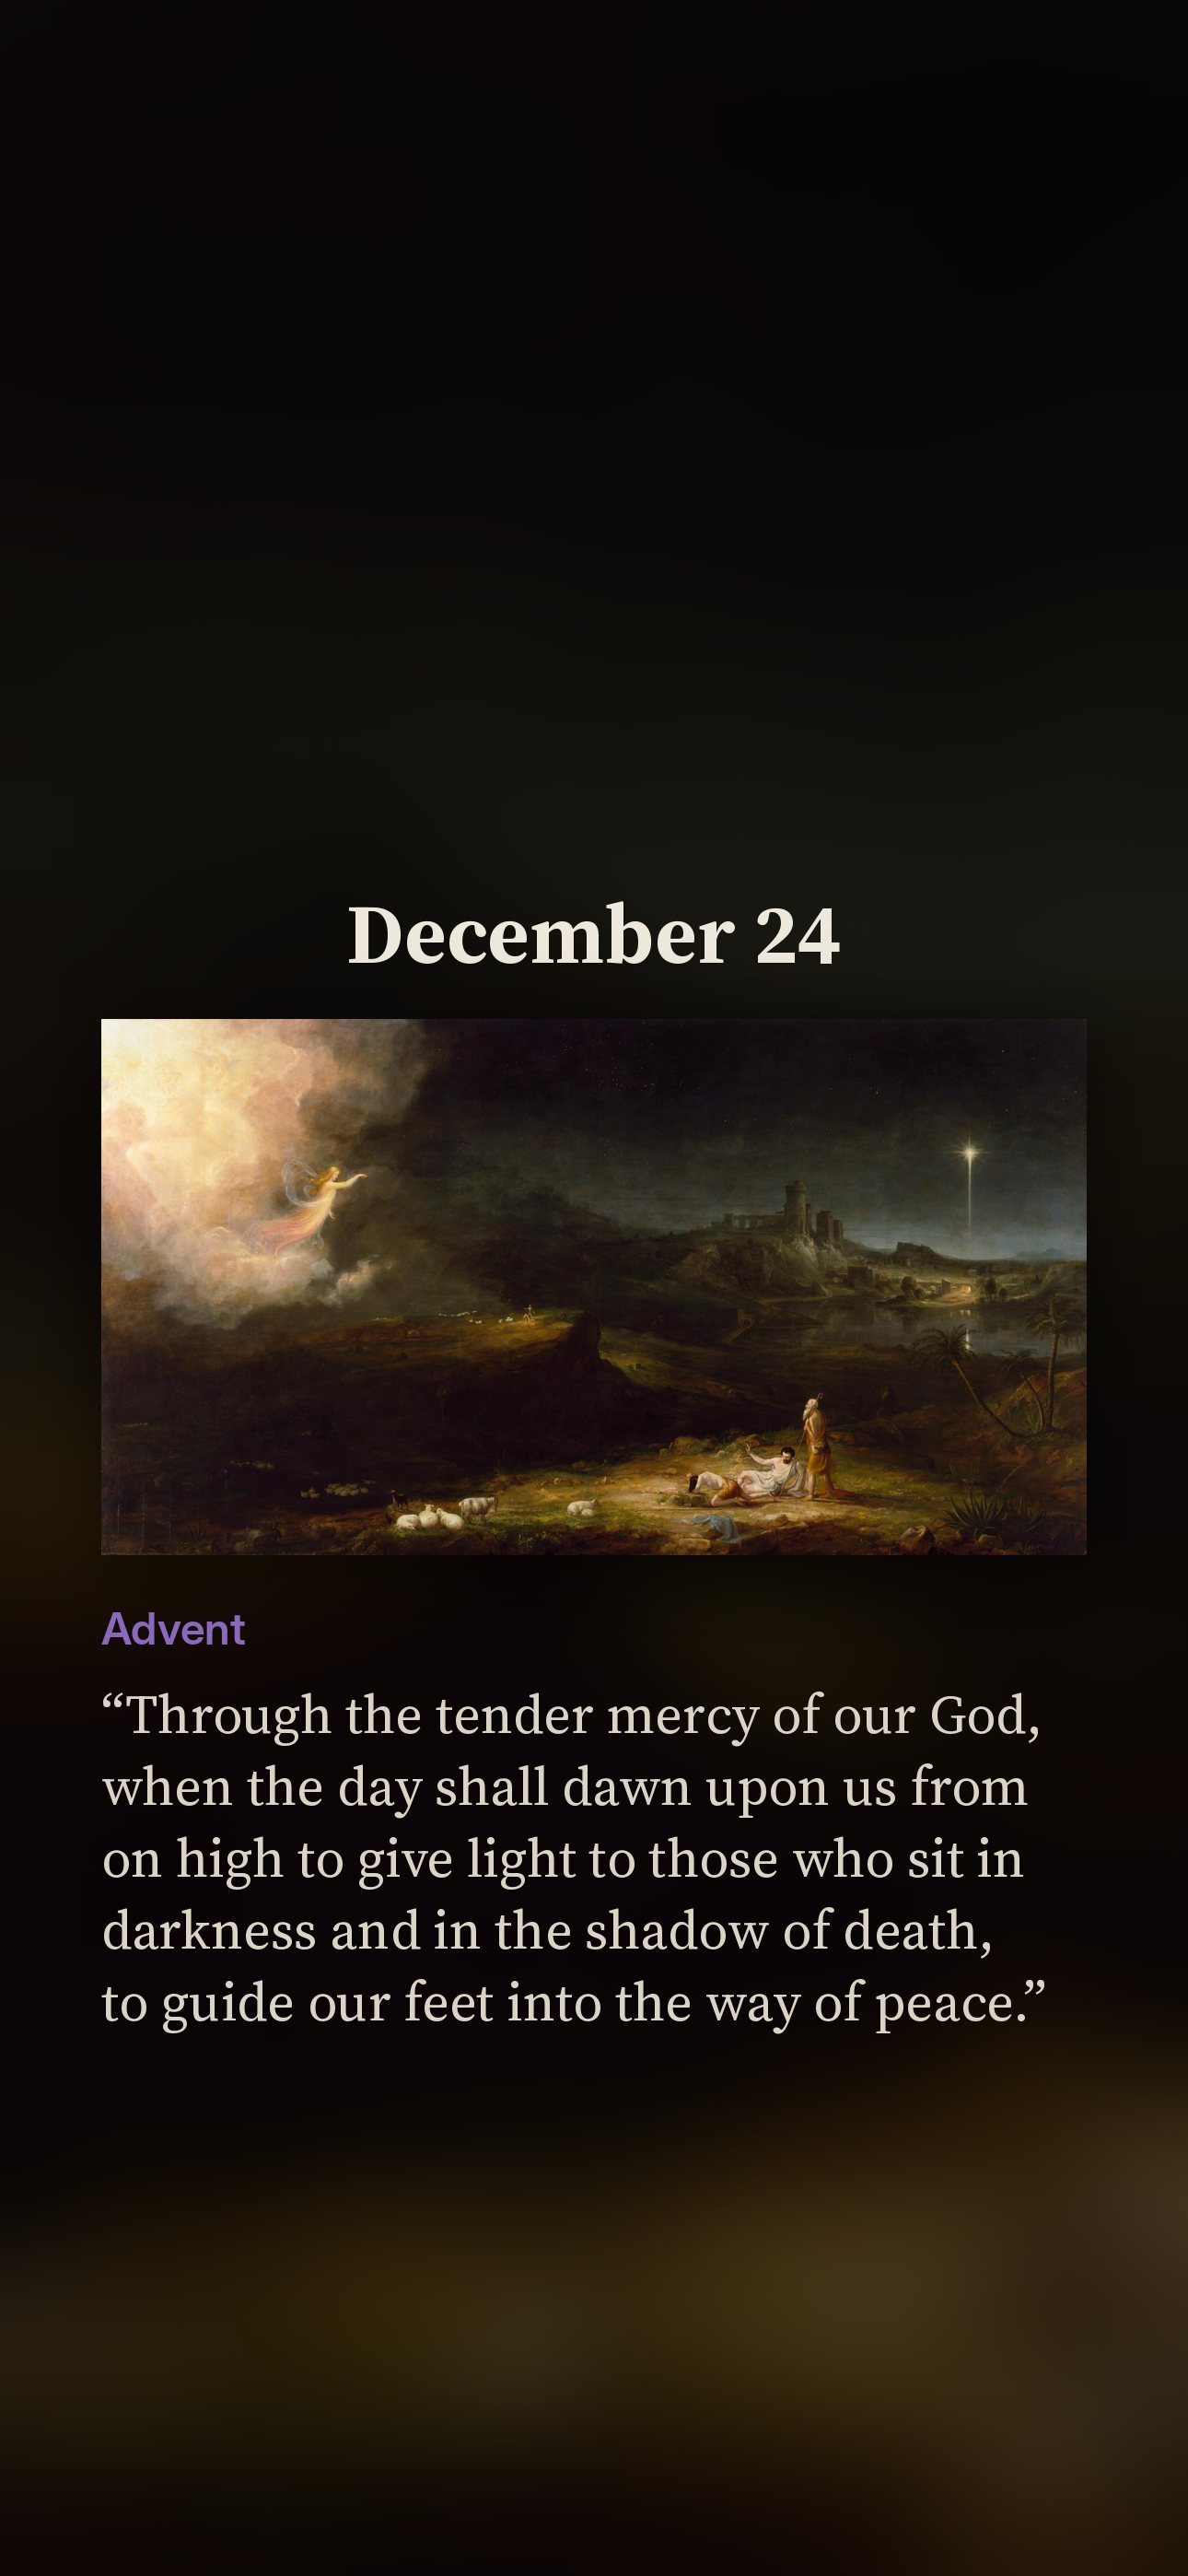 December 24
Advent
“Through the tender mercy of our God,
when the day shall dawn upon us from
on high to give light to those who sit in
darkness and in the shadow of death,
to guide our feet into the way of peace.”